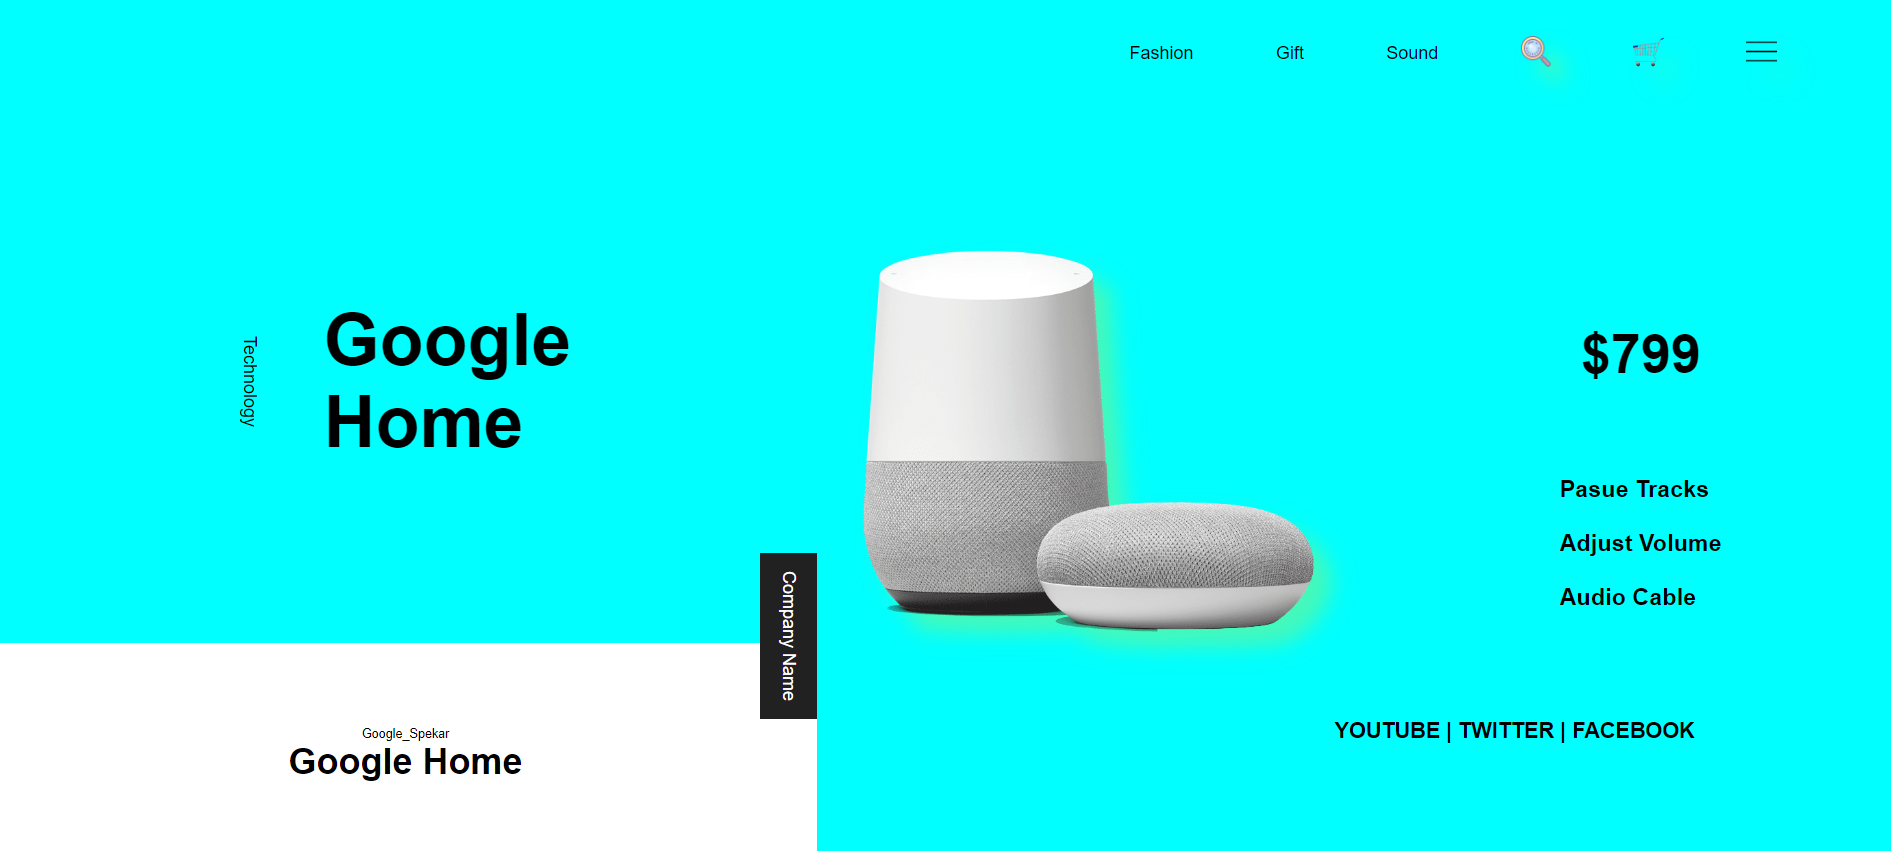 Fashion
Gift
Sound
Technology
Google
Home
$799
Pasue Tracks
Adjust Volume
Audio Cable
Company Name
YOUTUBE | TWITTER | FACEBOOK
Google_Spekar
Google Home